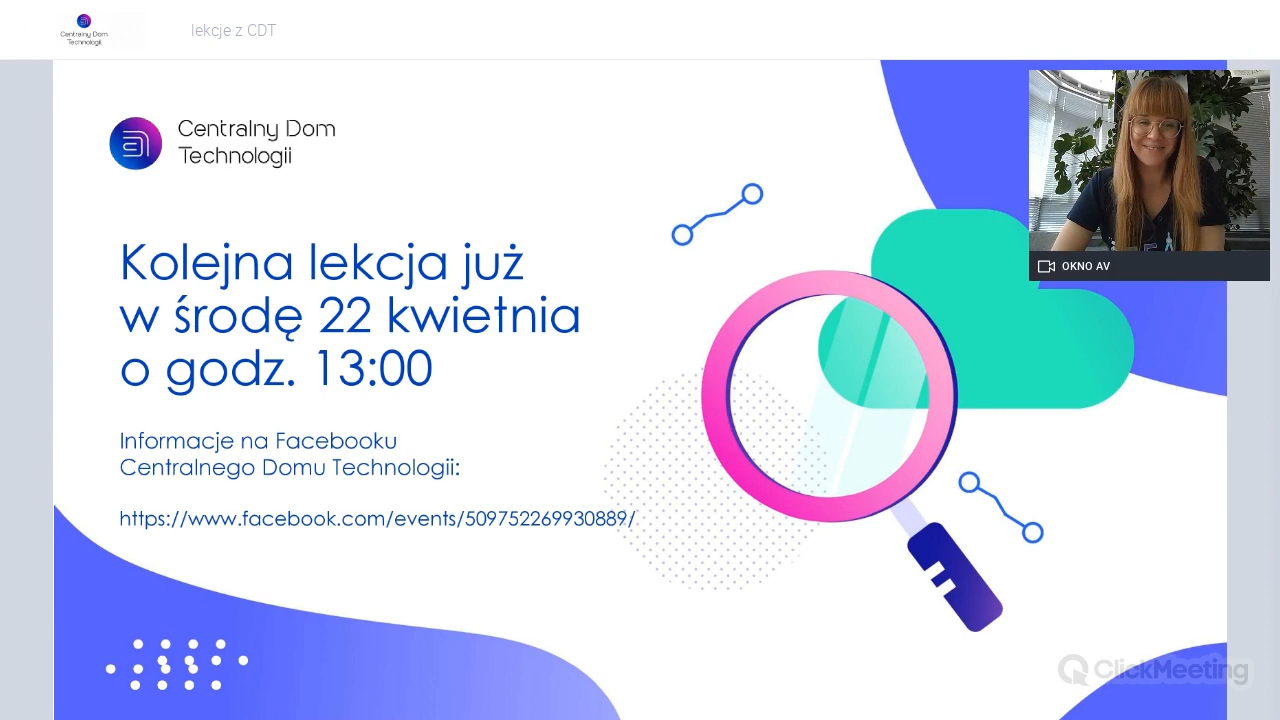 Centralny Dom
Technologii
lekcje z CDT
Centralny Dom
Technologii
OKNO AV
Kolejna lekcja już
w środę 22 kwietnia
o godz. 13:00
Informacje na Facebooku
Centralnego Domu Technologii:
https://www.facebook.com/events/509752269930889/
ClickMeeting